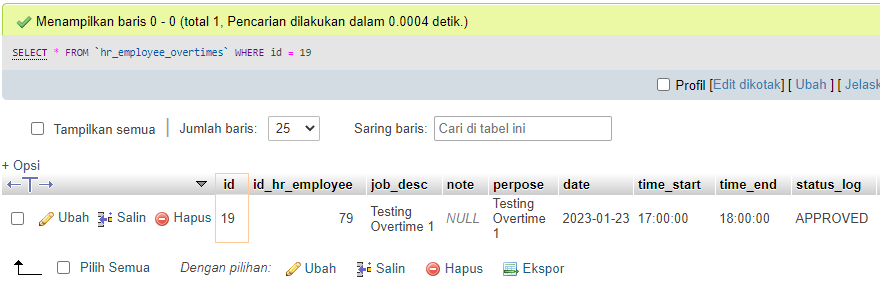 Menampilkan baris 0 - 0 (total 1, Pencarian dilakukan dalam 0.0004 detik.)
SELECT * FROM `hr_employee_overtimes` WHERE id = 19
Profil [Edit dikotak] [ Ubah ] [ Jelask
Tampilkan semua | Jumlah baris: 25 Saring baris: Cari di tabel ini
+ Opsi
←T→ id id_hr_employee job_desc note perpose date time_start time_end status_log
Ubah Salin Hapus 19 79 Testing Overtime 1 NULL Testing Overtime 1 2023-01-23 17:00:00 18:00:00 APPROVED
Pilih Semua Dengan pilihan: Ubah Salin Hapus Ekspor